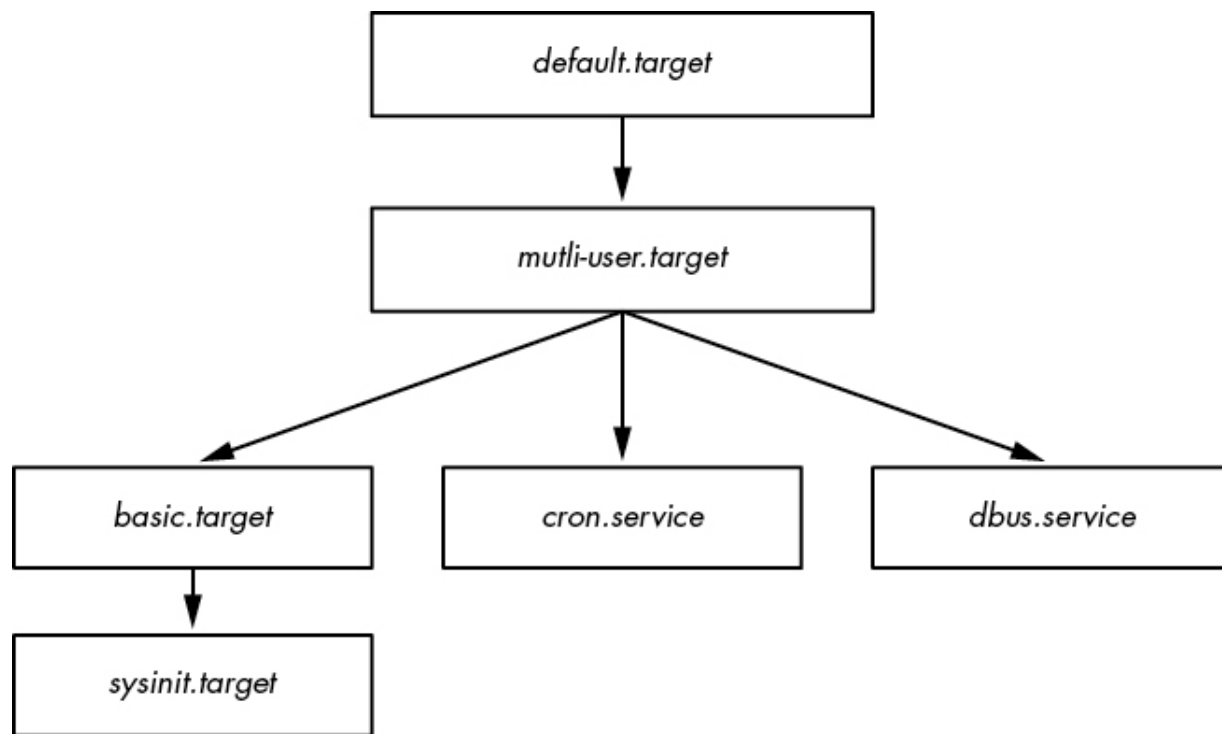 default.target
mutli-user.target
basic.target
cron.service
dbus.service
sysinit.target